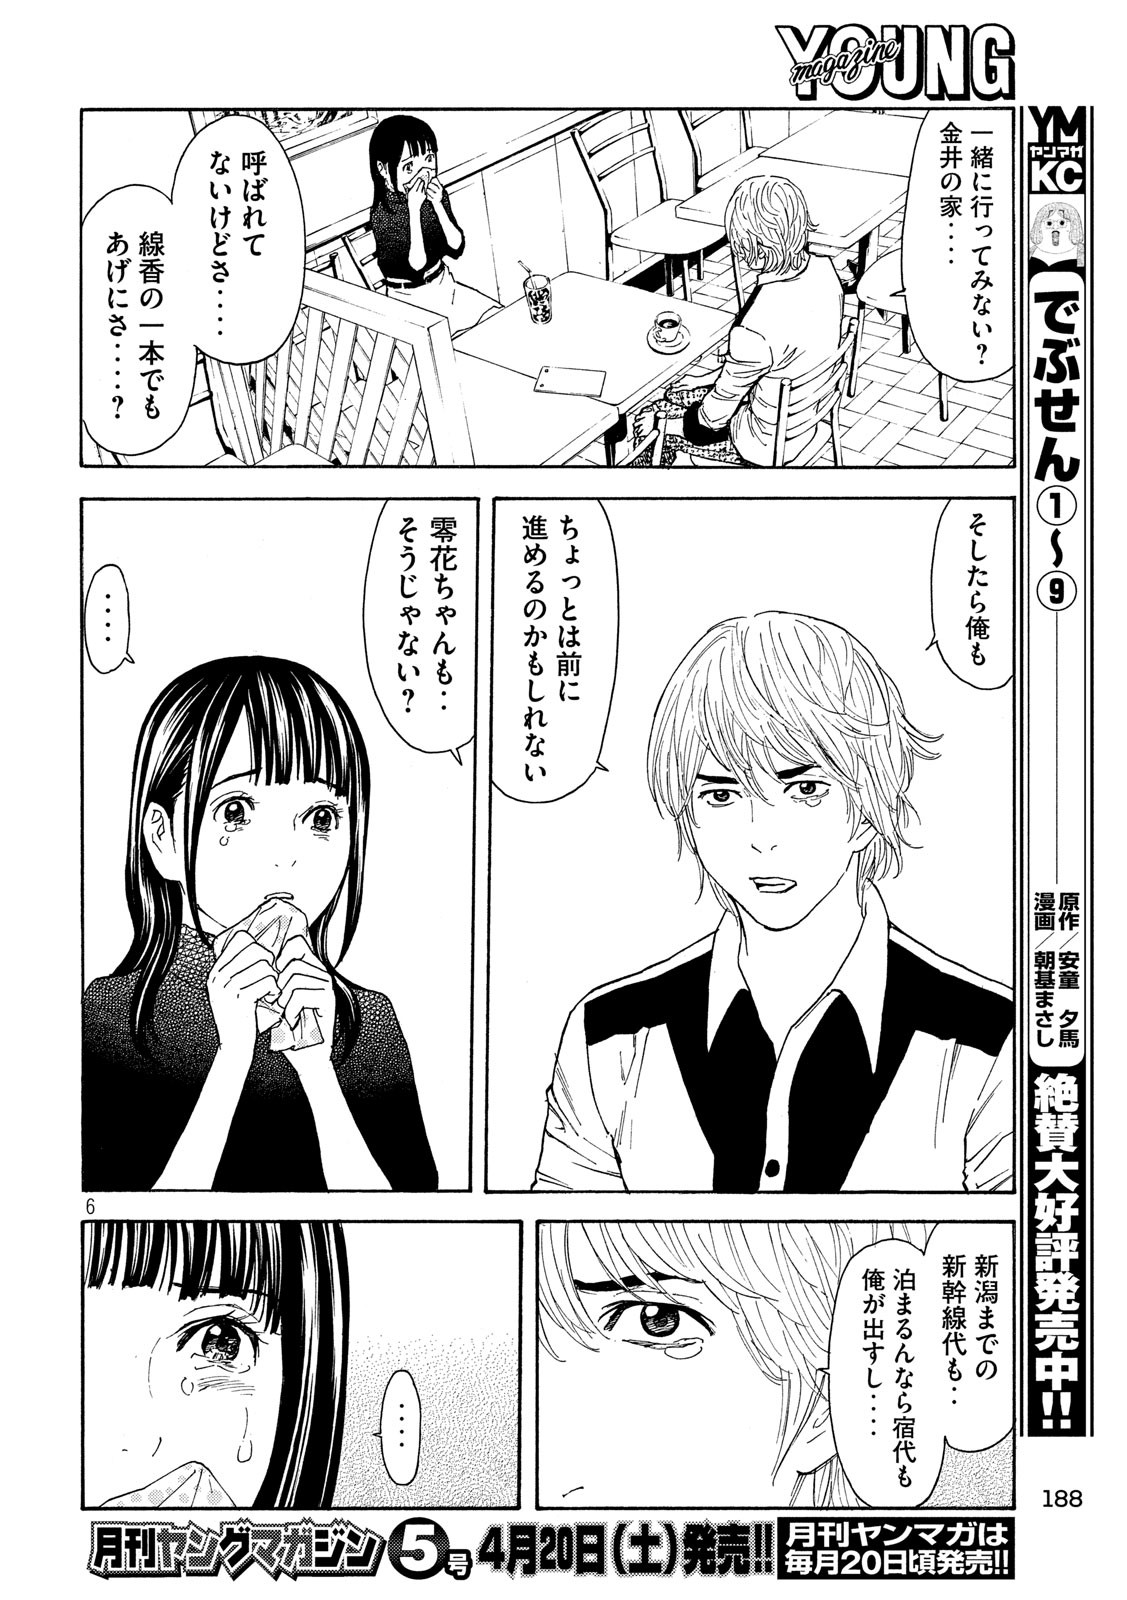 YOUNG
magazine
一緒に行ってみない?
金井の家‥‥
呼ばれて
ないけどさ‥‥‥
線香の一本でも
あげにさ‥‥‥?
そしたら俺も
ちょっとは前に
進めるのかもしれない
零花ちゃんも‥
そうじゃない?
‥‥
6
新潟までの
新幹線代も‥
泊まるんなら宿代も
俺が出すし‥‥
‥‥
YM
ヤンマガ
KC
でぶせん①〜⑨
原作/安童 夕馬
漫画/朝基まさし
絶賛大好評発売中!!
188
月刊ヤングマガジン5号 4月20日(土)発売!!
月刊ヤンマガは
毎月20日頃発売!!